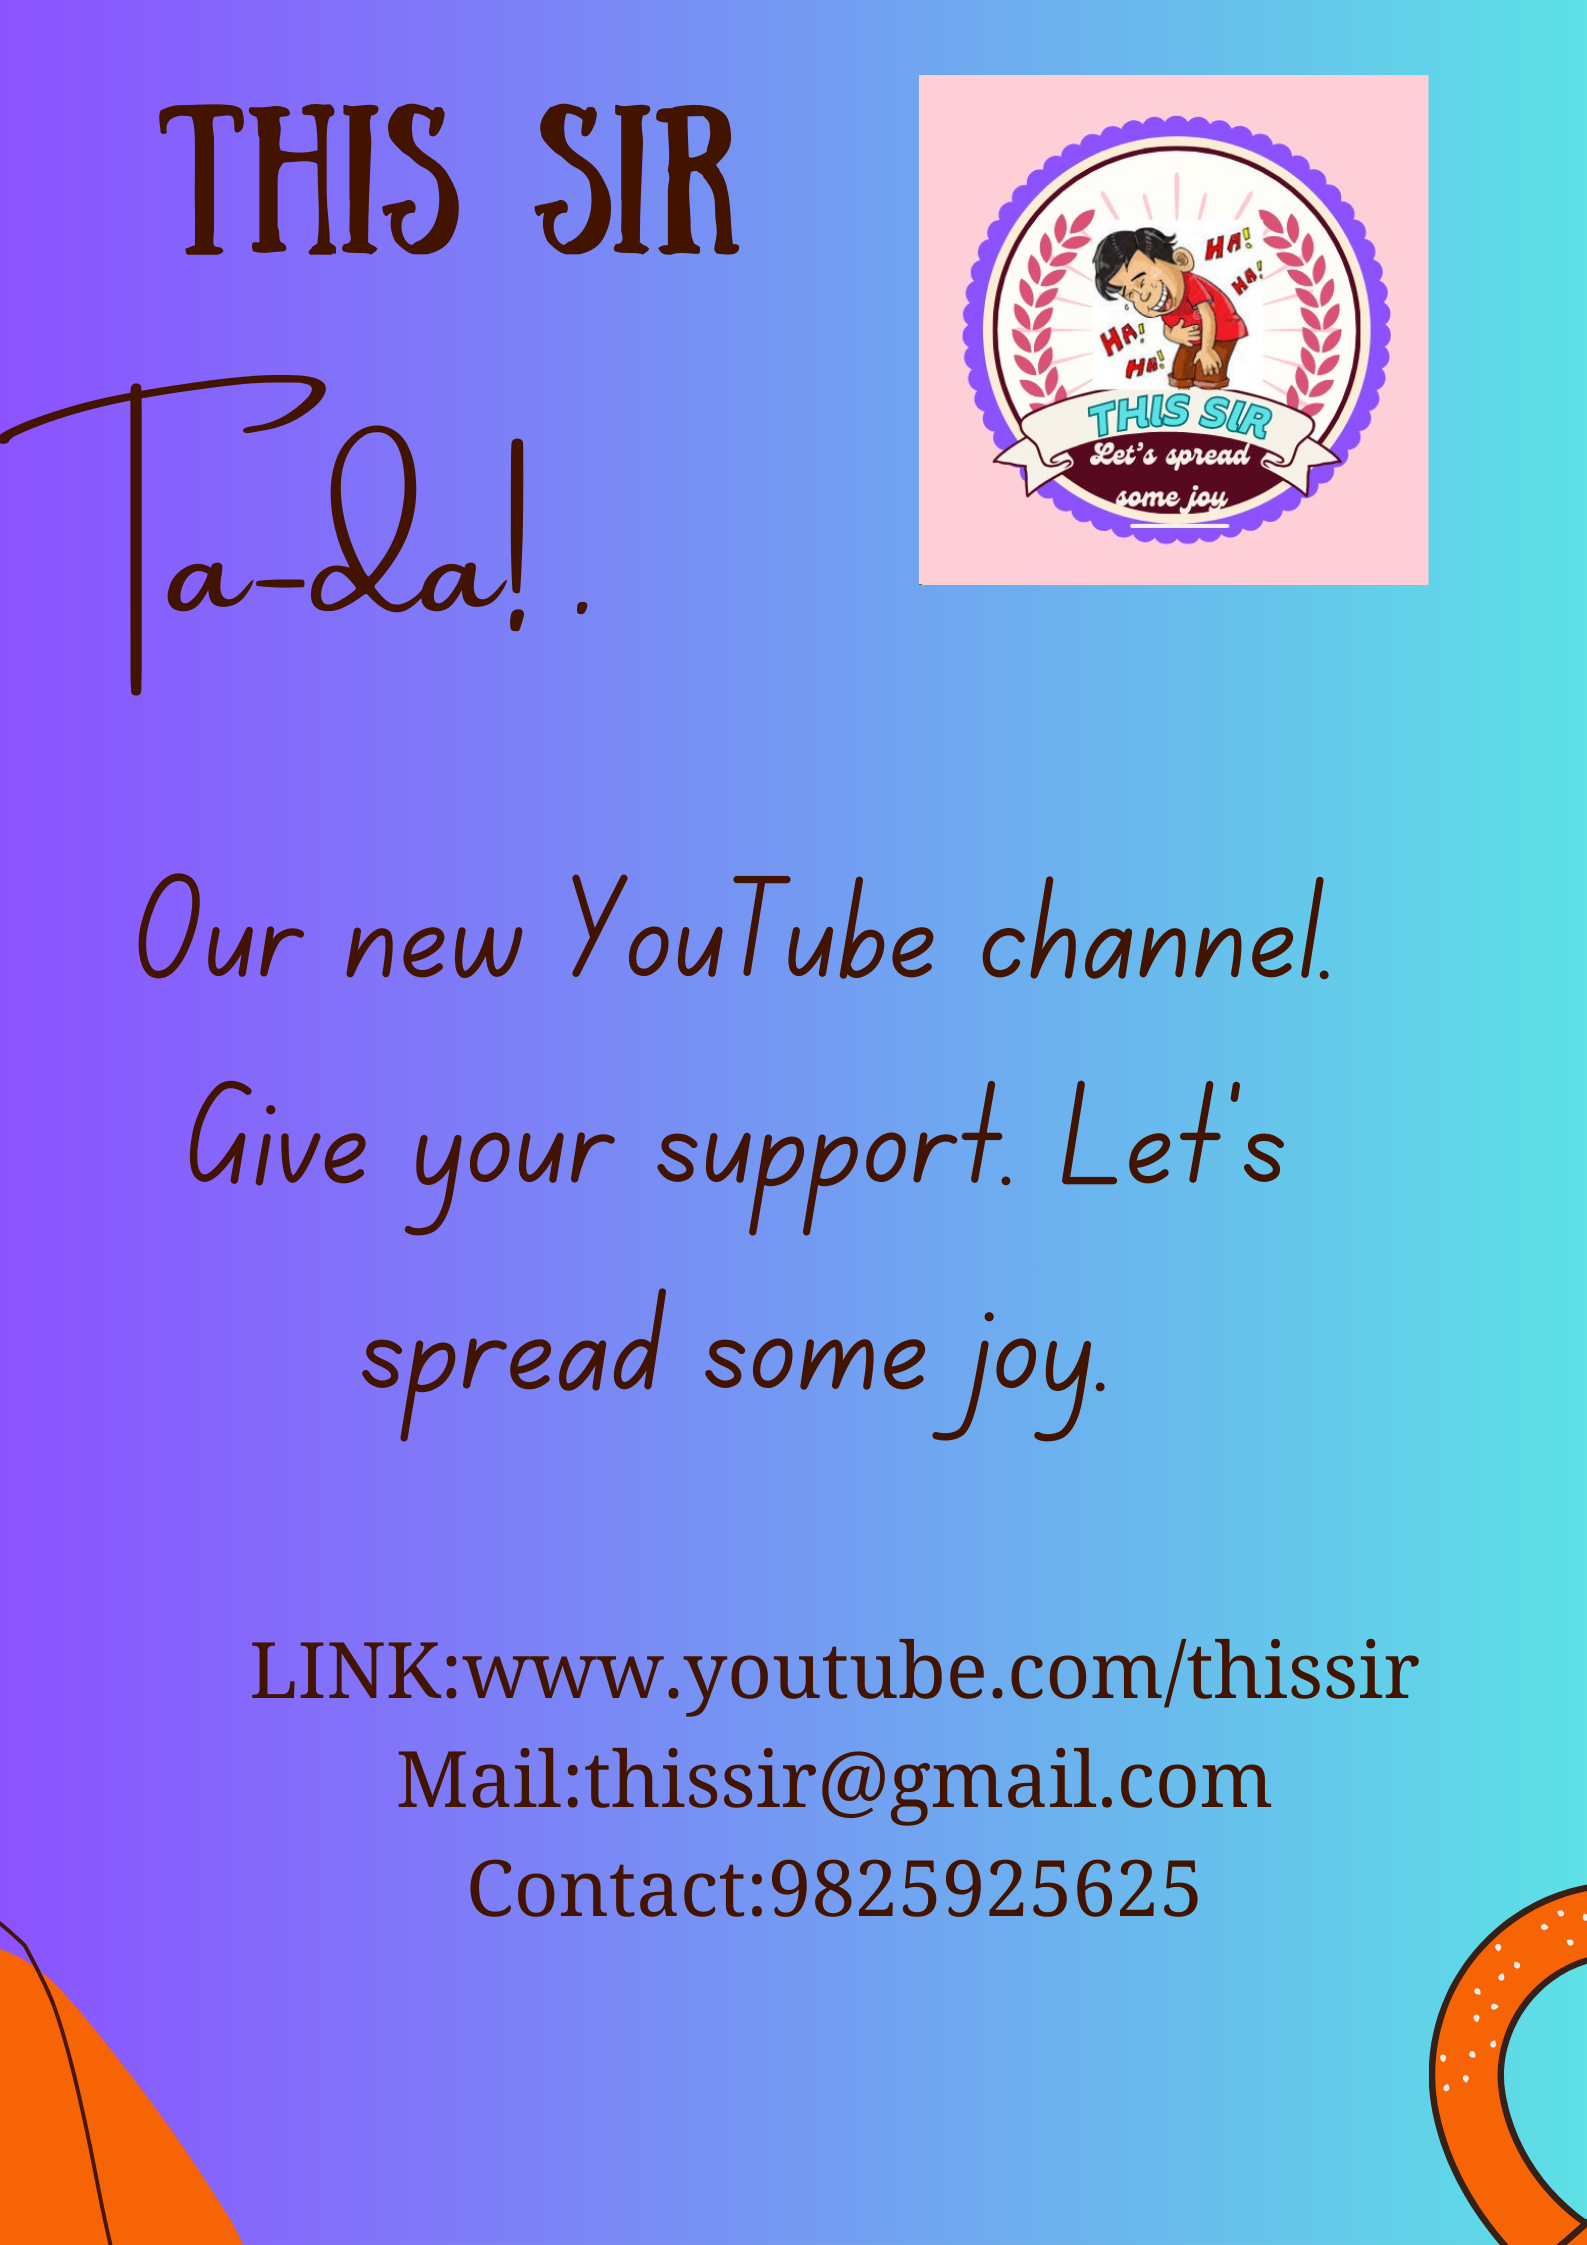 THIS SIR
HA!
HA!
HA!
HA!
THIS SIR
Let's spread
some joy
Ta-da! .
Our new YouTube channel.
Give your support. Let's
spread some joy.
LINK:www.youtube.com/thissir
Mail:thissir@gmail.com
Contact:9825925625